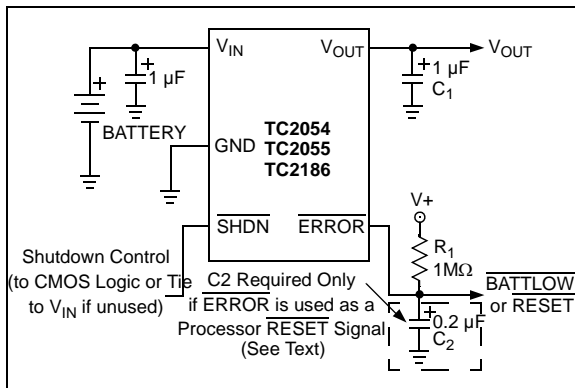 V_IN
V_OUT
V_OUT
+
1 µF
+
1 µF
C_1
+
BATTERY
GND
TC2054
TC2055
TC2186
V+
SHDN
ERROR
R_1
1MΩ
Shutdown Control
(to CMOS Logic or Tie
to V_IN if unused)
C2 Required Only
if ERROR is used as a
Processor RESET Signal
(See Text)
BATTLOW
or RESET
+
0.2 µF
C_2